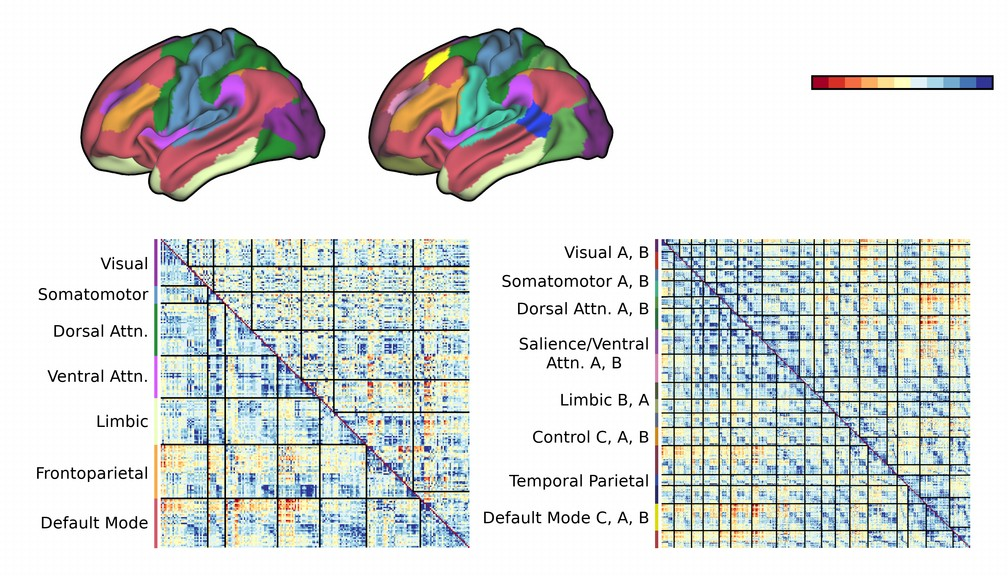 Visual
Somatomotor
Dorsal Attn.
Ventral Attn.
Limbic
Frontoparietal
Default Mode
Visual A, B
Somatomotor A, B
Dorsal Attn. A, B
Salience/Ventral
Attn. A, B
Limbic B, A
Control C, A, B
Temporal Parietal
Default Mode C, A, B